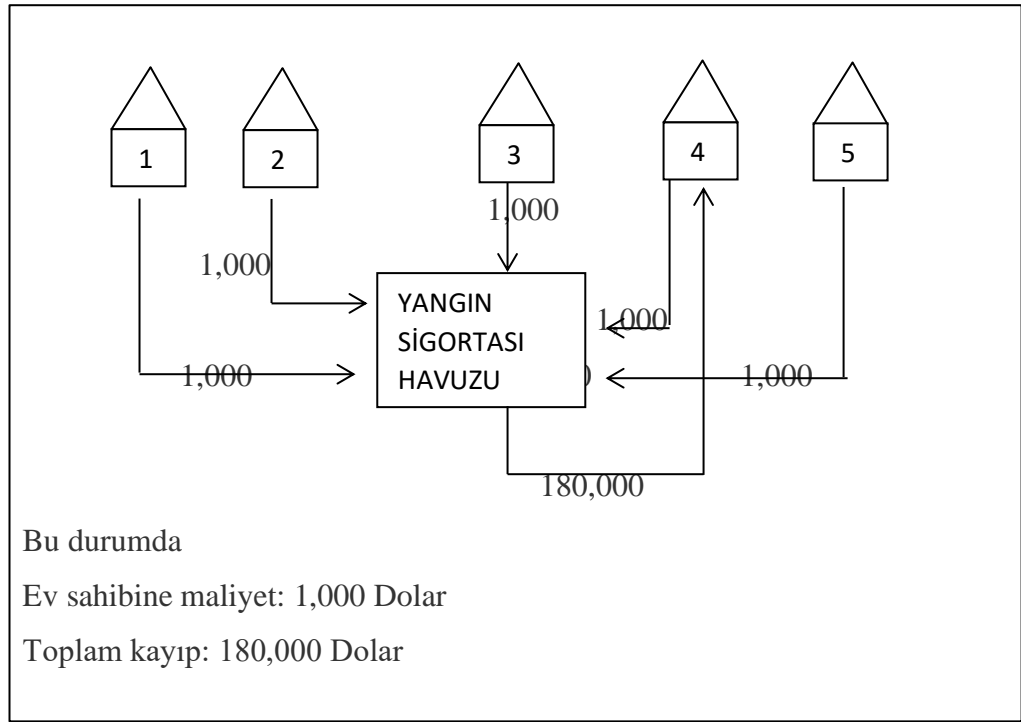 1 2 3 4 5
1,000
1,000
1,000
1,000
1,000
YANGIN
SİGORTASI
HAVUZU
180,000
Bu durumda
Ev sahibine maliyet: 1,000 Dolar
Toplam kayıp: 180,000 Dolar